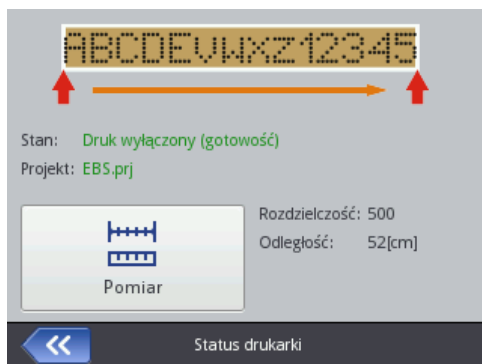 ABCDEVWXZ12345
Stan: Druk wyłączony (gotowość)
Projekt: EBS.prj
Rozdzielczość: 500
Odległość: 52[cm]
Pomiar
Status drukarki